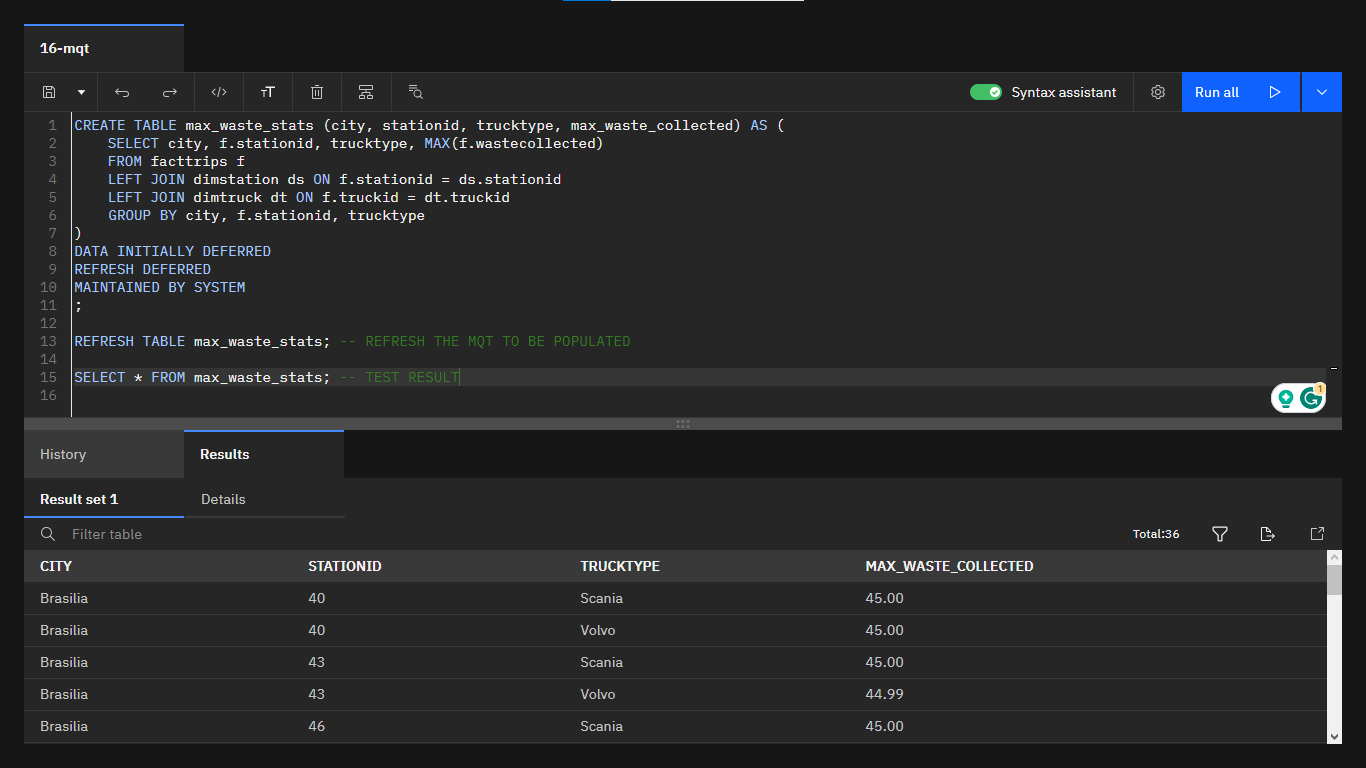 16-mqt
Syntax assistant
Run all
1 CREATE TABLE max_waste_stats (city, stationid, trucktype, max_waste_collected) AS (
2 SELECT city, f.stationid, trucktype, MAX(f.wastecollected)
3 FROM facttrips f
4 LEFT JOIN dimstation ds ON f.stationid = ds.stationid
5 LEFT JOIN dimtruck dt ON f.truckid = dt.truckid
6 GROUP BY city, f.stationid, trucktype
7 )
8 DATA INITIALLY DEFERRED
9 REFRESH DEFERRED
10 MAINTAINED BY SYSTEM
11 ;
12
13 REFRESH TABLE max_waste_stats; -- REFRESH THE MQT TO BE POPULATED
14
15 SELECT * FROM max_waste_stats; -- TEST RESULT
16
1
History Results
Result set 1 Details
Filter table Total:36
CITY STATIONID TRUCKTYPE MAX_WASTE_COLLECTED
Brasilia 40 Scania 45.00
Brasilia 40 Volvo 45.00
Brasilia 43 Scania 45.00
Brasilia 43 Volvo 44.99
Brasilia 46 Scania 45.00